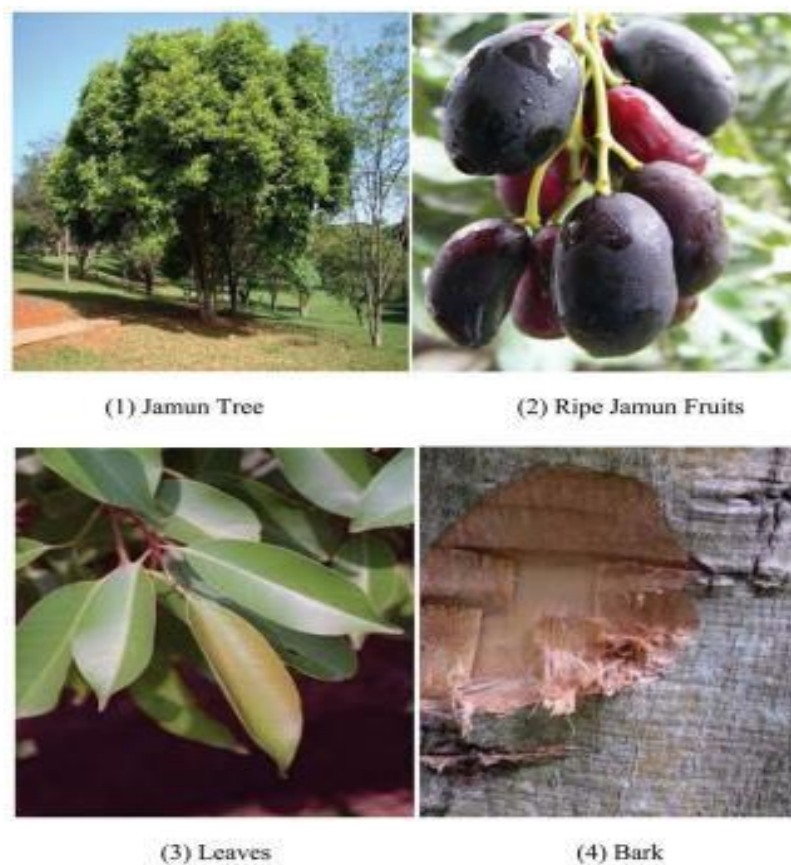 (1) Jamun Tree
(2) Ripe Jamun Fruits
(3) Leaves
(4) Bark